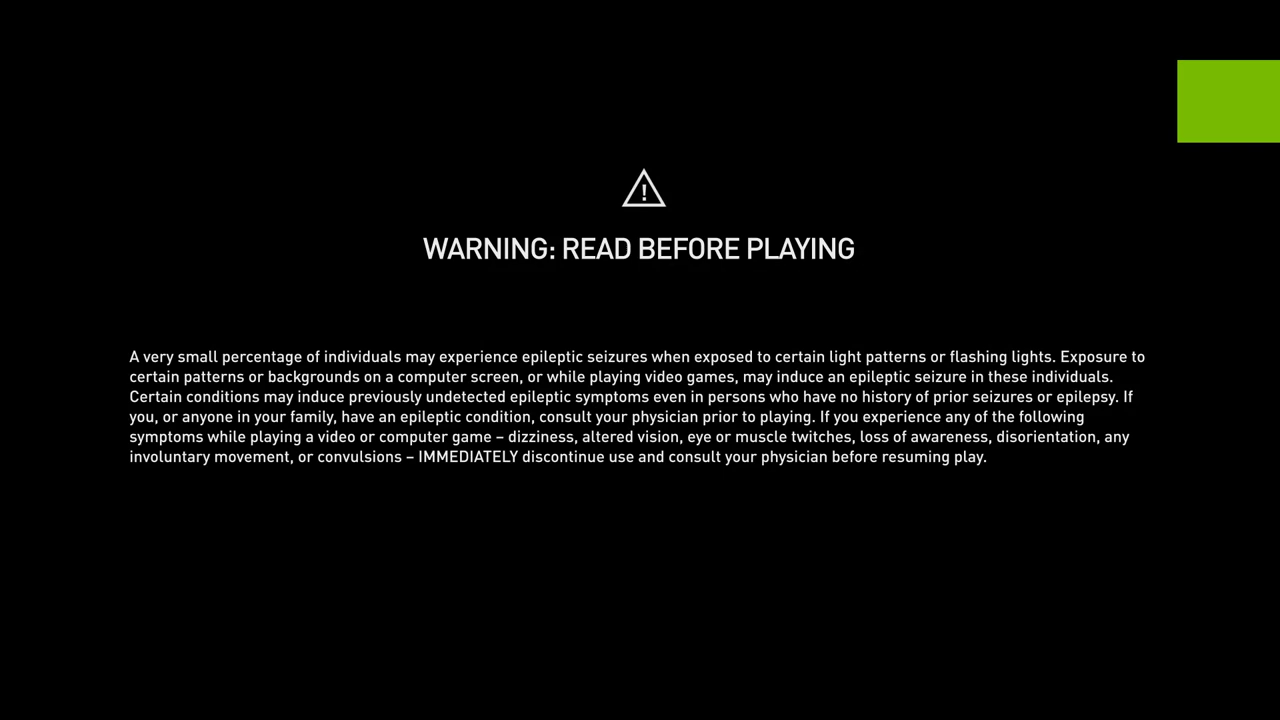 WARNING: READ BEFORE PLAYING
A very small percentage of individuals may experience epileptic seizures when exposed to certain light patterns or flashing lights. Exposure to
certain patterns or backgrounds on a computer screen, or while playing video games, may induce an epileptic seizure in these individuals.
Certain conditions may induce previously undetected epileptic symptoms even in persons who have no history of prior seizures or epilepsy. If
you, or anyone in your family, have an epileptic condition, consult your physician prior to playing. If you experience any of the following
symptoms while playing a video or computer game – dizziness, altered vision, eye or muscle twitches, loss of awareness, disorientation, any
involuntary movement, or convulsions – IMMEDIATELY discontinue use and consult your physician before resuming play.